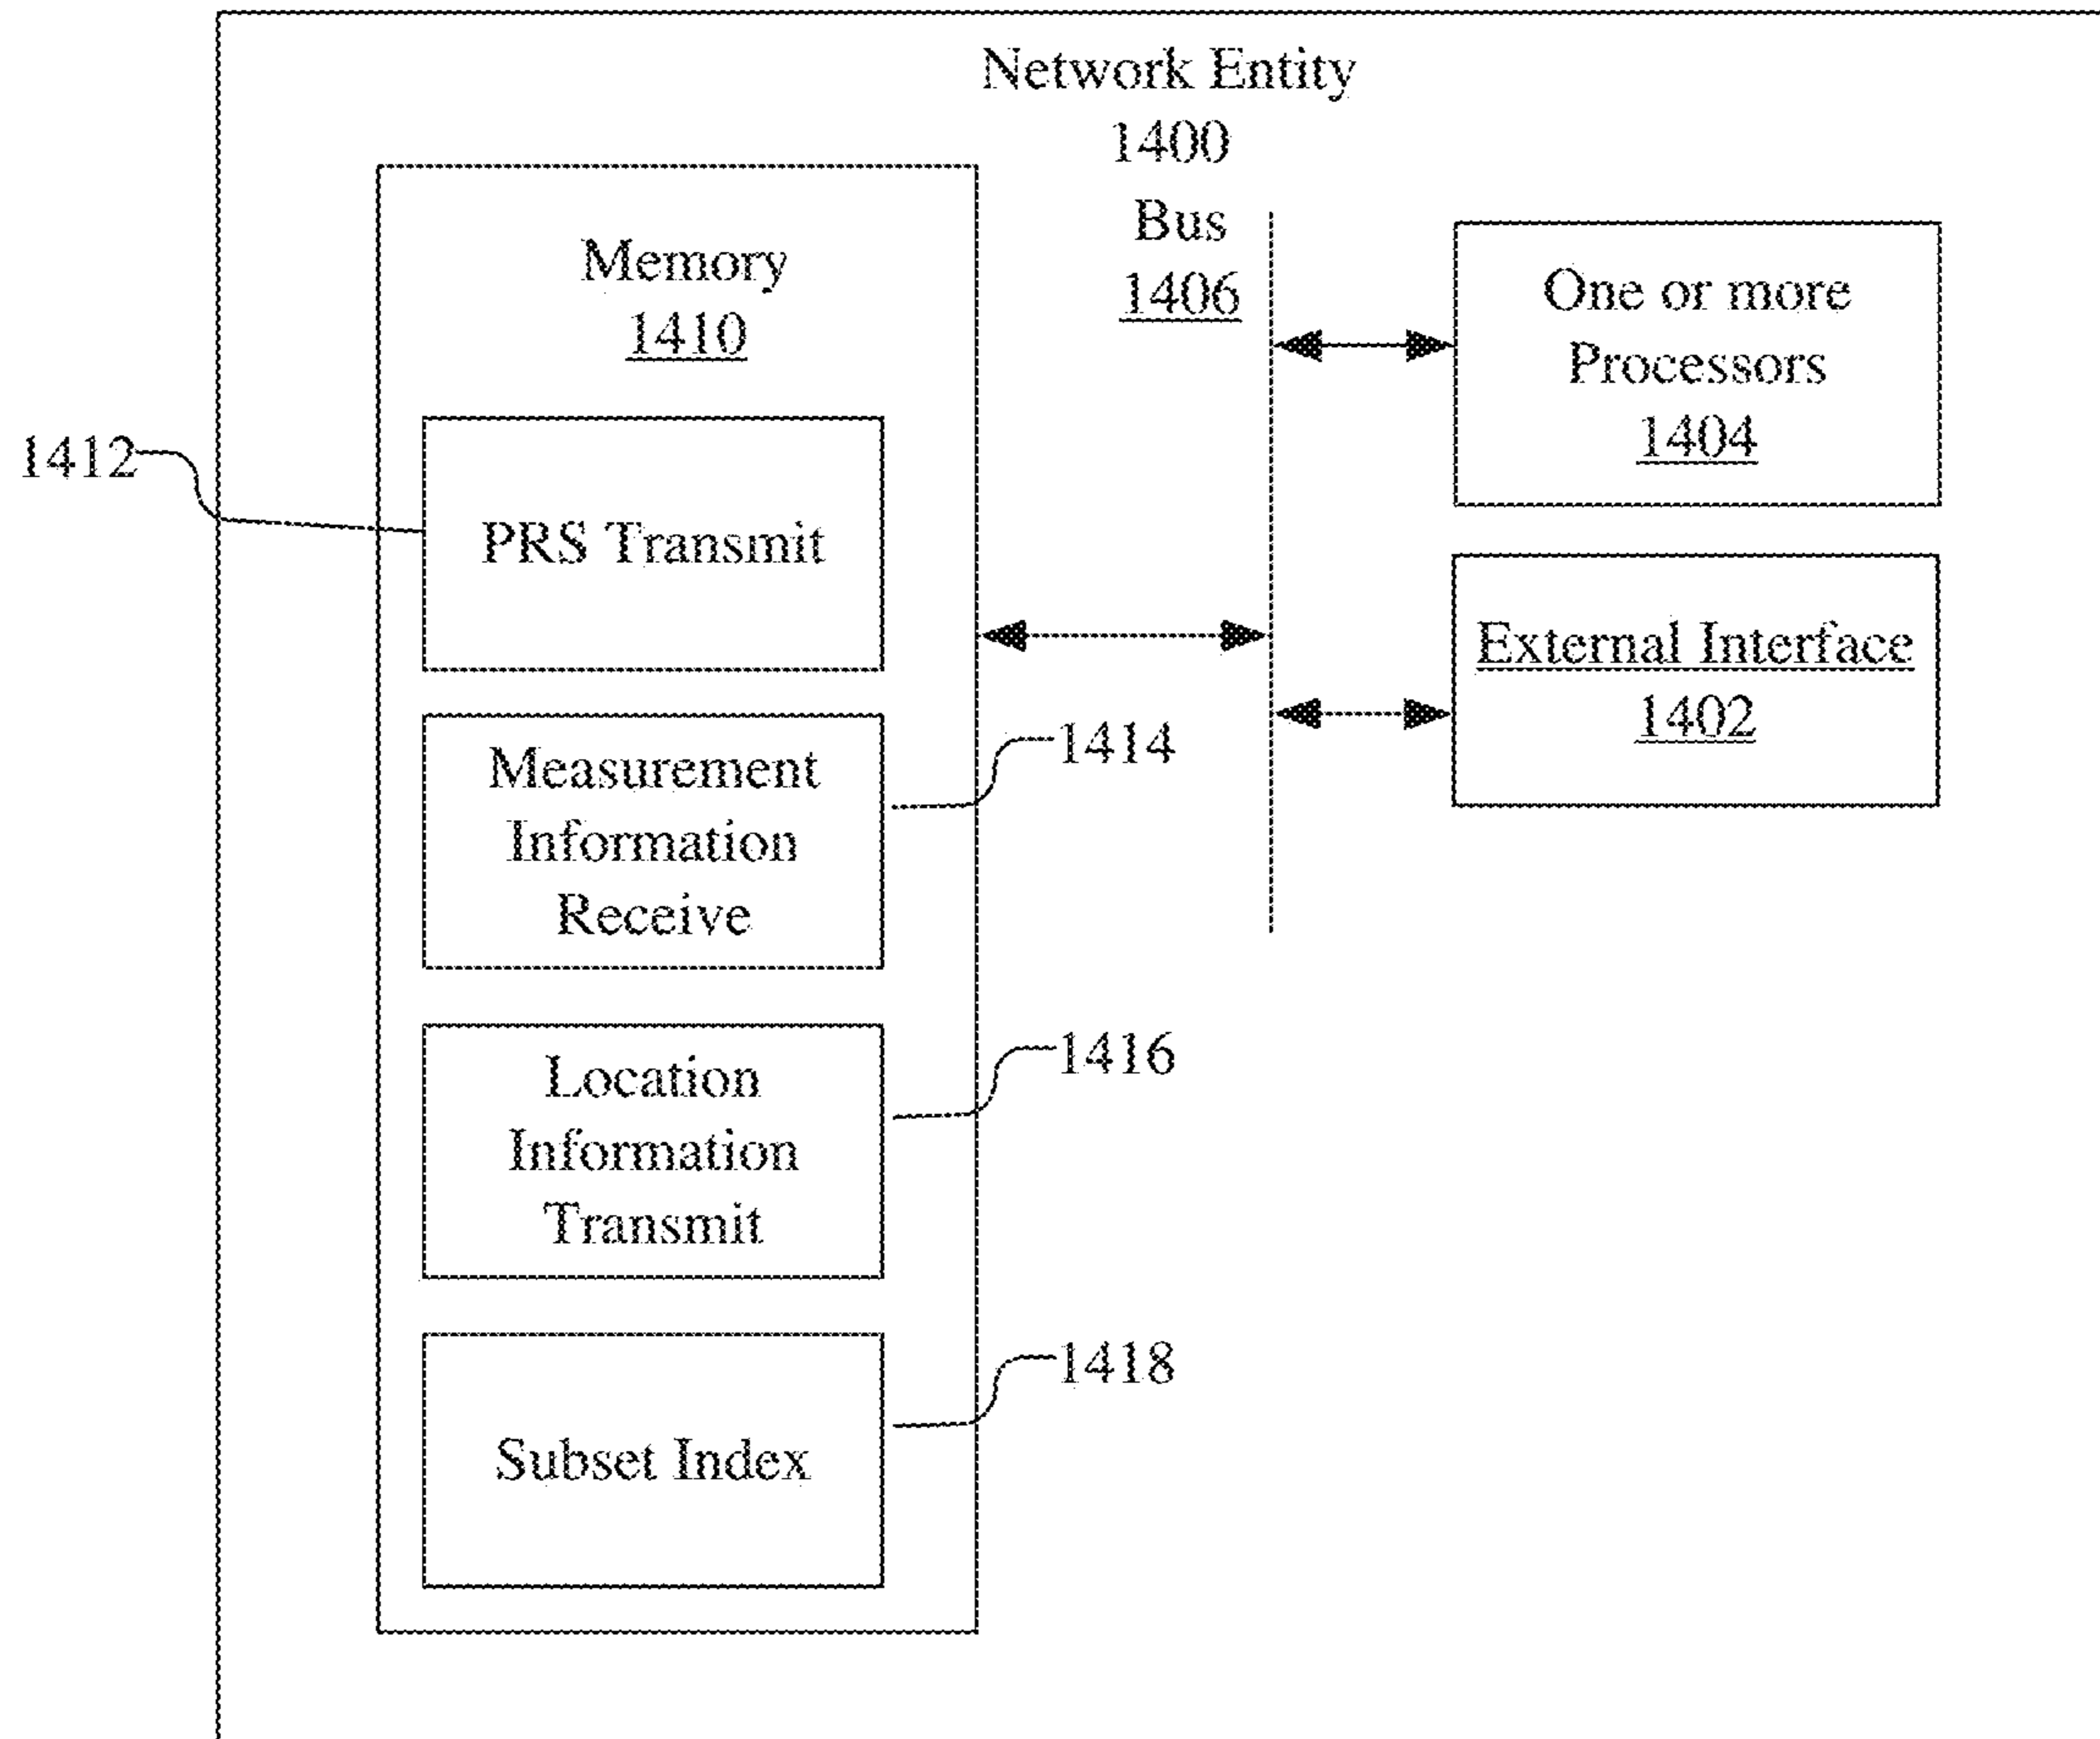 Network Entity
1400
Bus
1406
Memory
1410
One or more
Processors
1404
1412
PRS Transmit
External Interface
1402
1414
Measurement
Information
Receive
1416
Location
Information
Transmit
1418
Subset Index